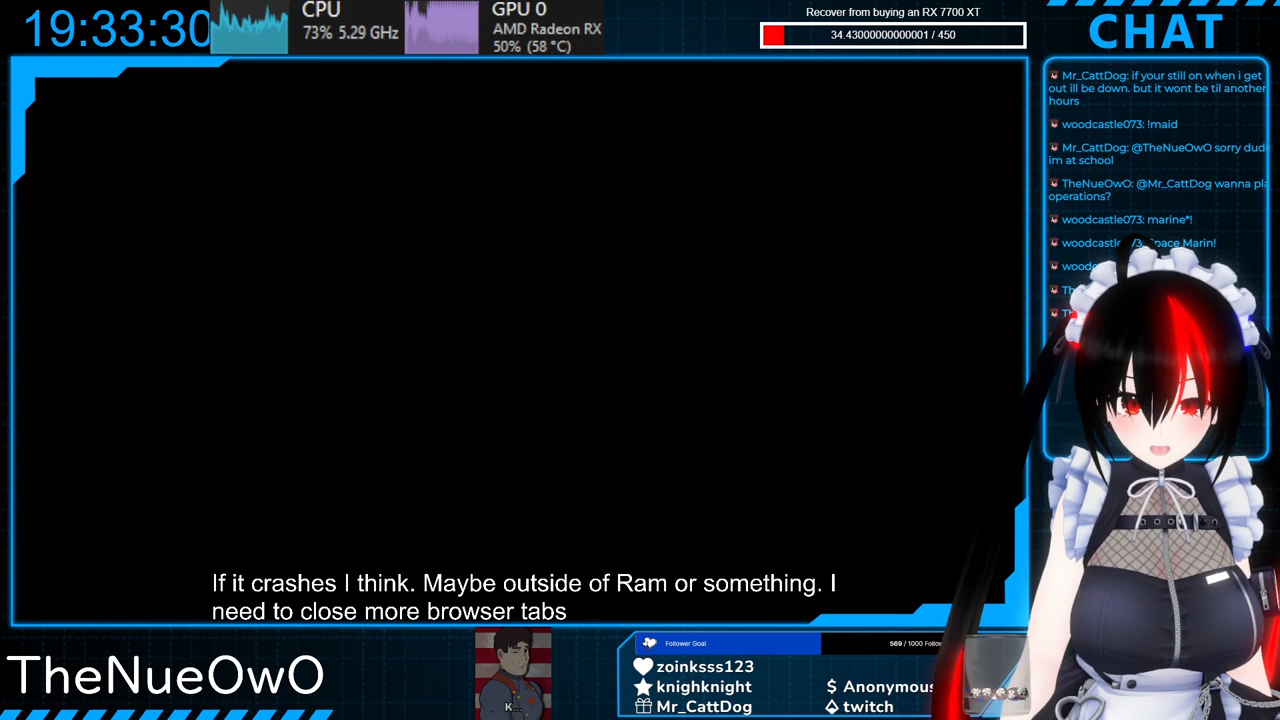 19:33:30
CPU
73% 5.29 GHz
GPU 0
AMD Radeon RX
50% (58 °C)
Recover from buying an RX 7700 XT
34.43000000000001 / 450
CHAT
Mr_CattDog: if your still on when i get
out ill be down. but it wont be til another
hours
woodcastle073: !maid
Mr_CattDog: @TheNueOwO sorry dude
im at school
TheNueOwO: @Mr_CattDog wanna pla
operations?
woodcastle073: marine*!
Marin!
If it crashes I think. Maybe outside of Ram or something. I
need to close more browser tabs
TheNueOwO
K...
Follower Goal
569 / 1000 Follow
zoinksss123
knighknight
Mr_CattDog
$ Anonymous
twitch